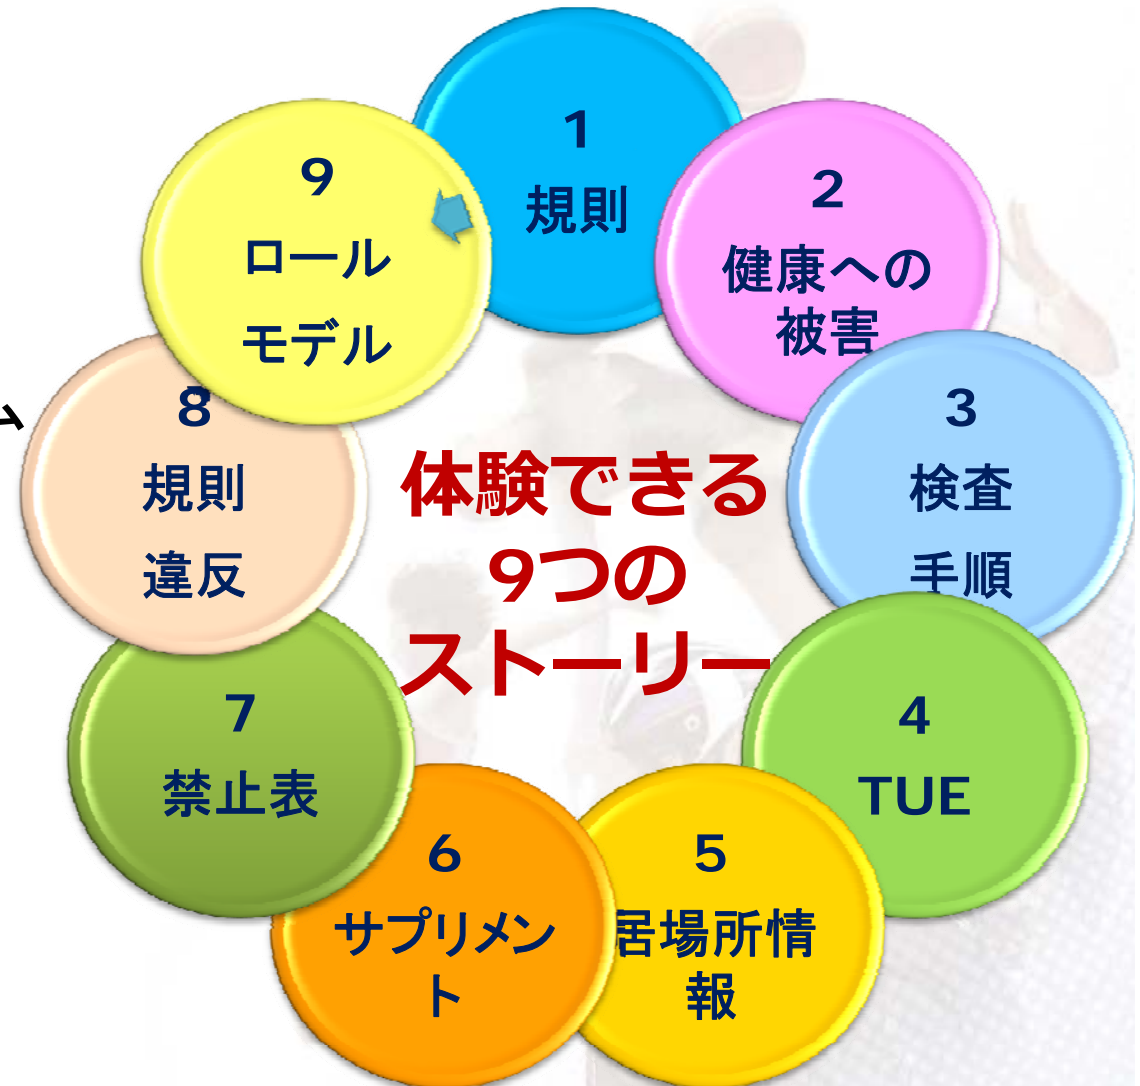 1
規則
2
健康への
被害
3
検査
手順
4
TUE
5
居場所情
報
6
サプリメン
ト
7
禁止表
8
規則
違反
9
ロール
モデル
体験できる
9つの
ストーリー